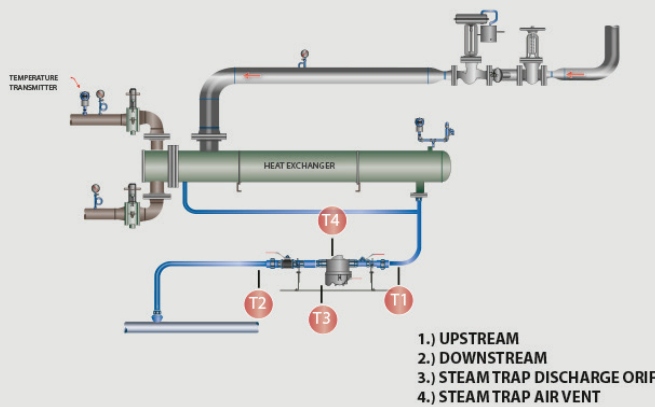 TEMPERATURE
TRANSMITTER
HEAT EXCHANGER
T4
T2
T3
T1
1.) UPSTREAM
2.) DOWNSTREAM
3.) STEAM TRAP DISCHARGE ORIF
4.) STEAM TRAP AIR VENT